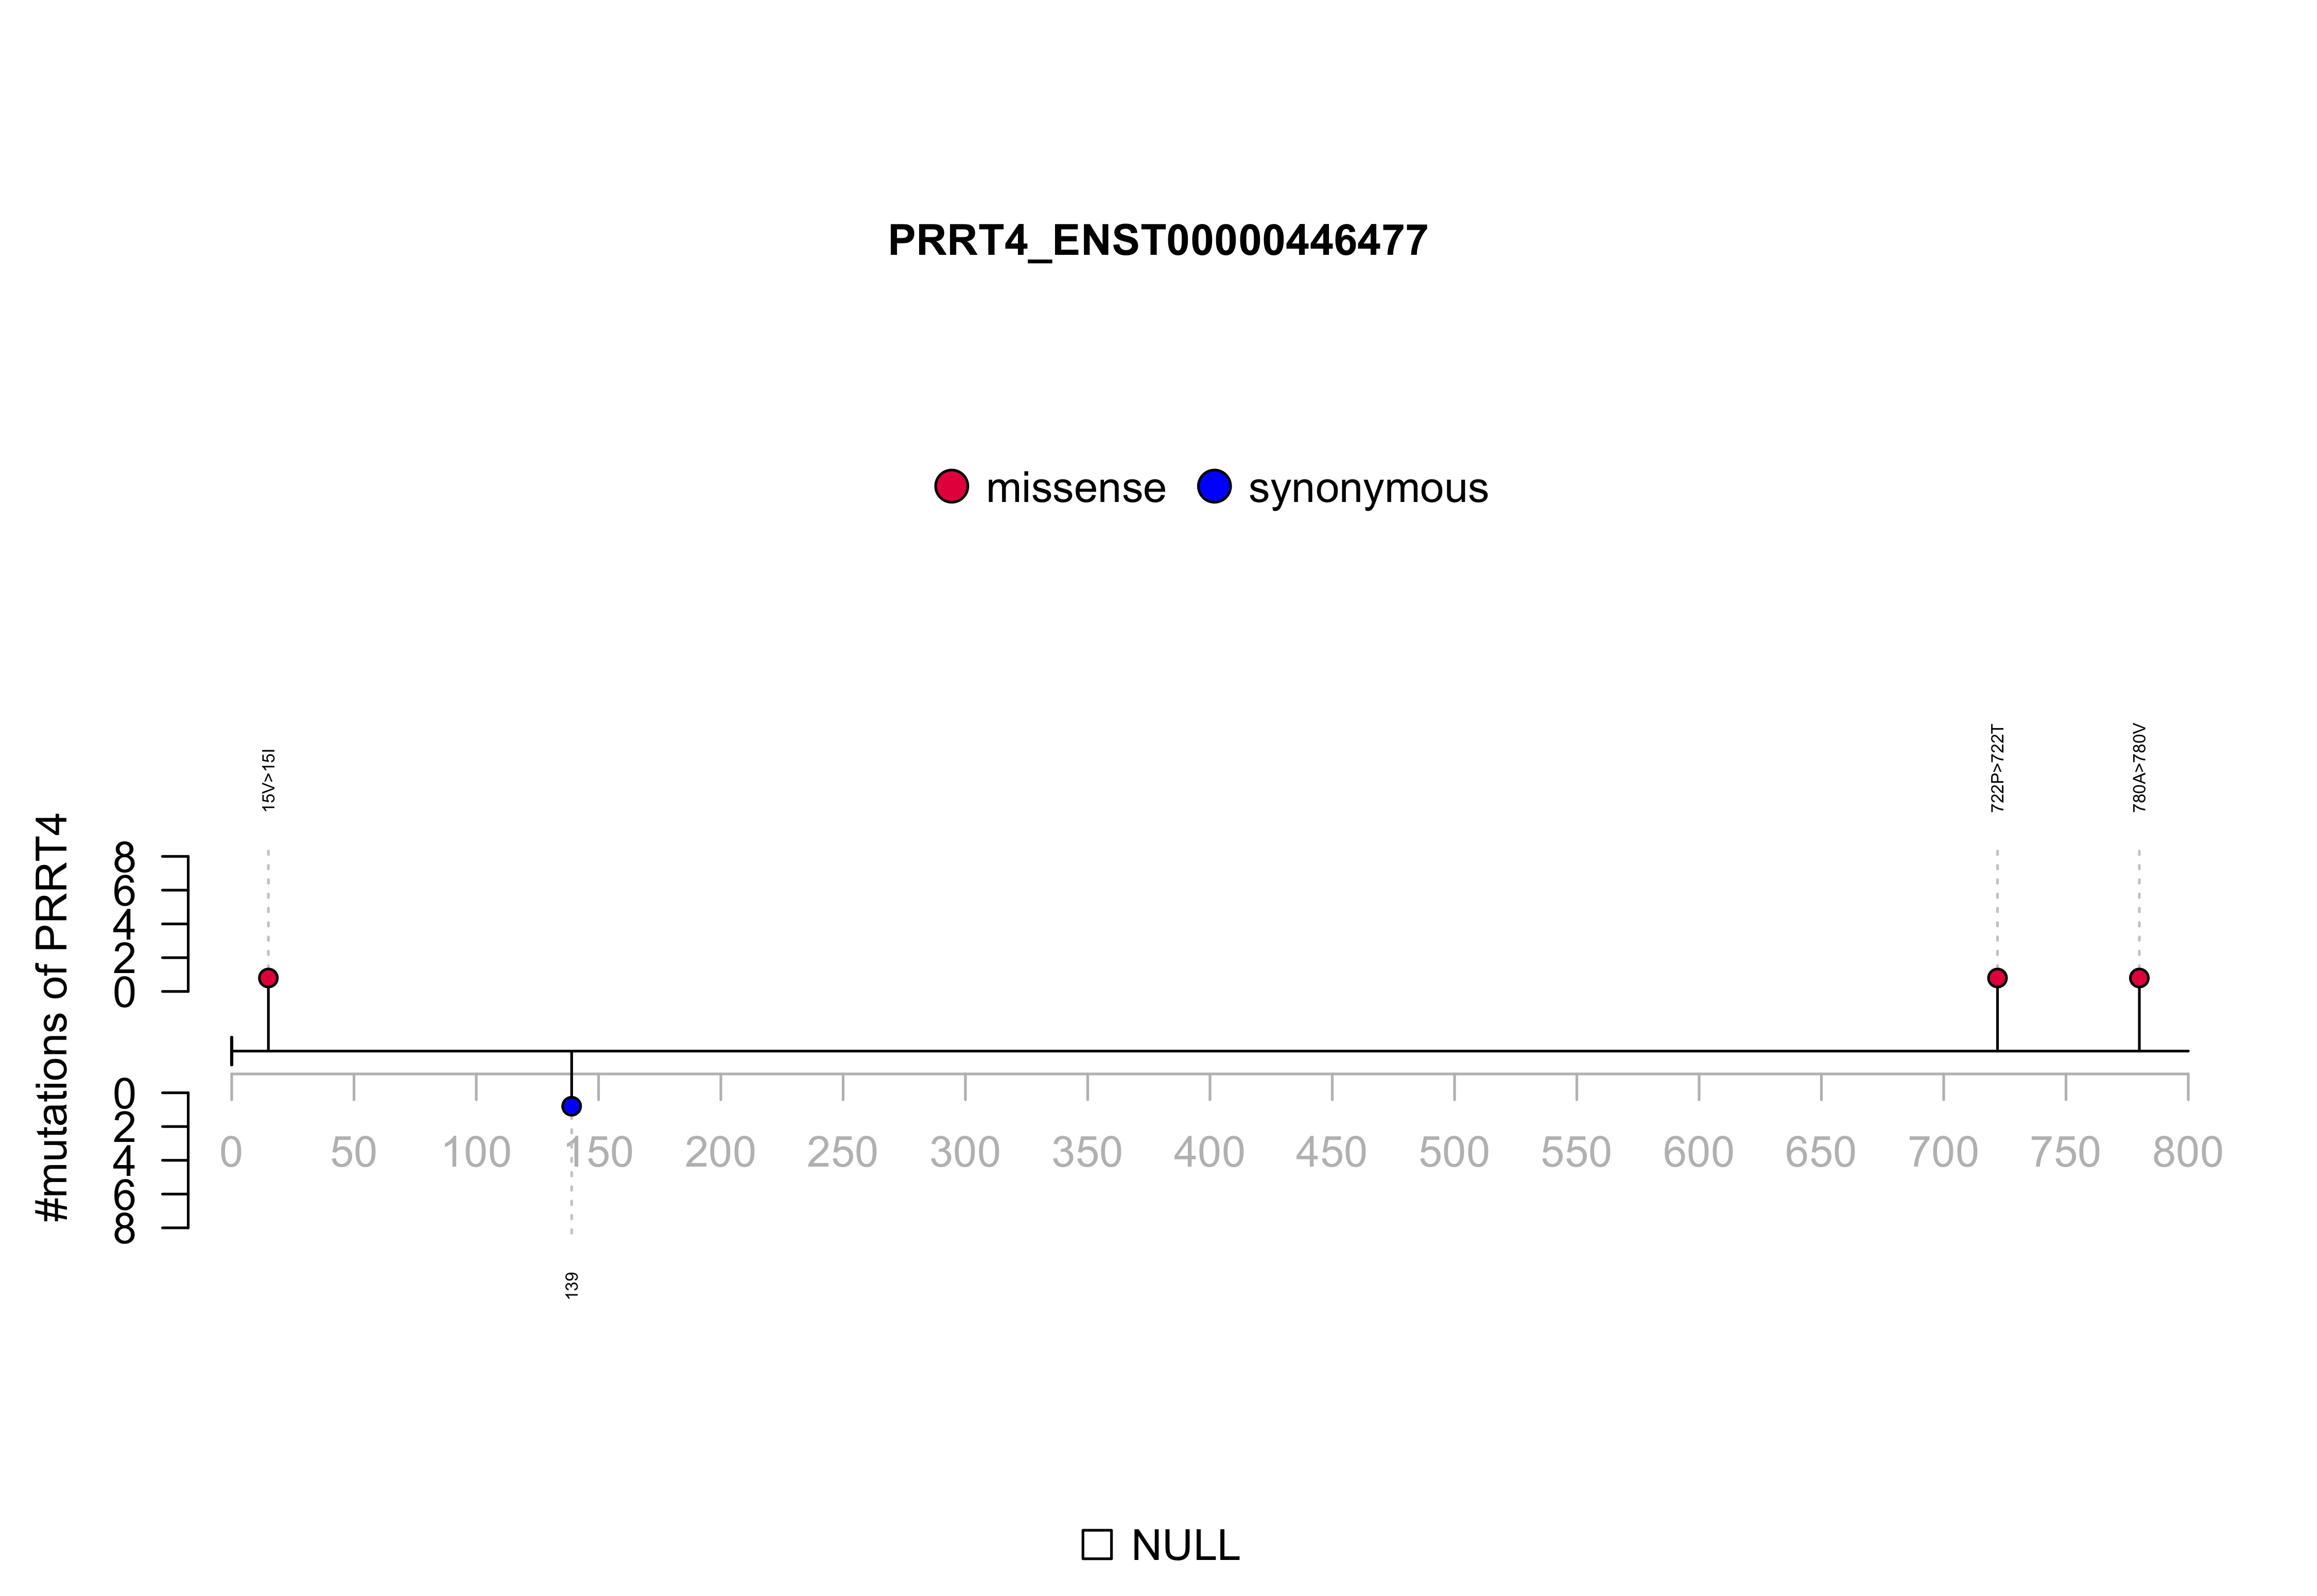 PRRT4_ENST00000446477
missense synonymous
15V>15I 722P>722T 780A>780V
#mutations of PRRT4
8
6
4
2
0
0
2
4
6
8
0 50 100 150 200 250 300 350 400 450 500 550 600 650 700 750 800
139
NULL